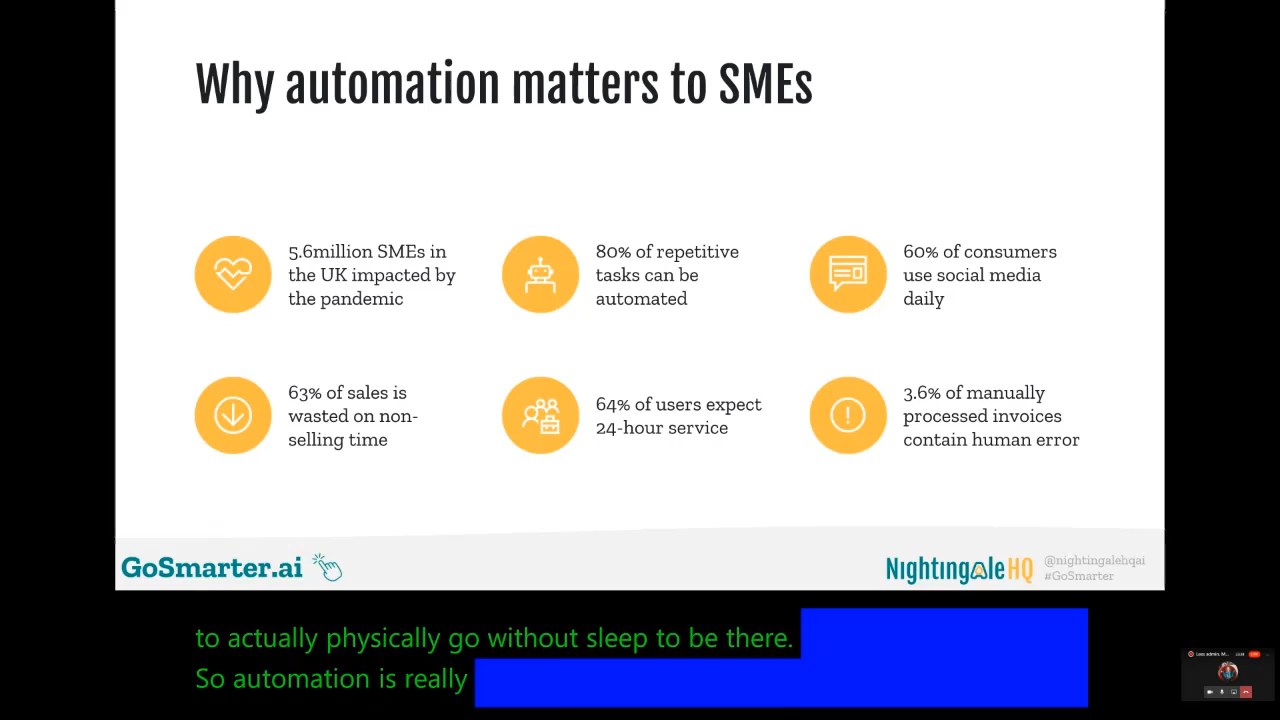 Why automation matters to SMEs
5.6million SMEs in
the UK impacted by
the pandemic
80% of repetitive
tasks can be
automated
60% of consumers
use social media
daily
63% of sales is
wasted on non-
selling time
64% of users expect
24-hour service
3.6% of manually
processed invoices
contain human error
GoSmarter.ai
NightingaleHQ
@nightingalehqai
#GoSmarter
to actually physically go without sleep to be there.
So automation is really